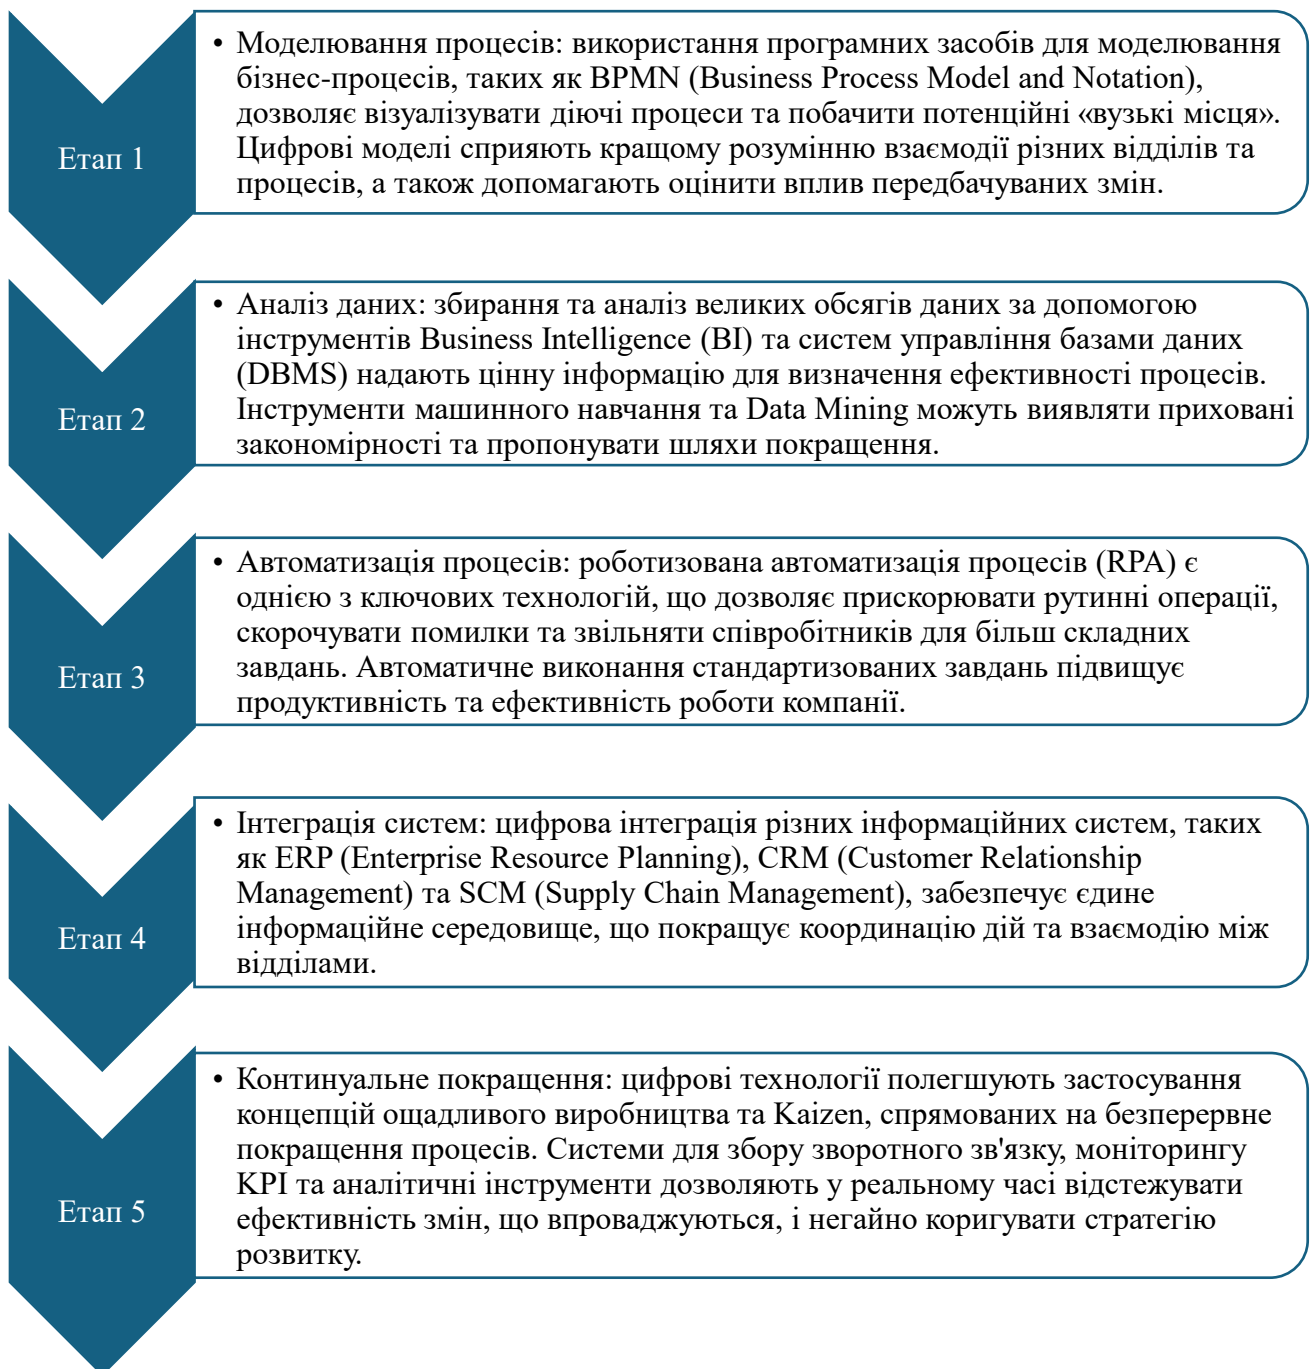 • Моделювання процесів: використання програмних засобів для моделювання
бізнес-процесів, таких як BPMN (Business Process Model and Notation),
дозволяє візуалізувати діючі процеси та побачити потенційні «вузькі місця».
Етап 1
Цифрові моделі сприяють кращому розумінню взаємодії різних відділів та
процесів, а також допомагають оцінити вплив передбачуваних змін.
• Аналіз даних: збирання та аналіз великих обсягів даних за допомогою
інструментів Business Intelligence (BI) та систем управління базами даних
(DBMS) надають цінну інформацію для визначення ефективності процесів.
Етап 2
Інструменти машинного навчання та Data Mining можуть виявляти приховані
закономірності та пропонувати шляхи покращення.
• Автоматизація процесів: роботизована автоматизація процесів (RPA) є
однією з ключових технологій, що дозволяє прискорювати рутинні операції,
скорочувати помилки та звільняти співробітників для більш складних
Етап 3
завдань. Автоматичне виконання стандартизованих завдань підвищує
продуктивність та ефективність роботи компанії.
• Інтеграція систем: цифрова інтеграція різних інформаційних систем, таких
як ERP (Enterprise Resource Planning), CRM (Customer Relationship
Management) та SCM (Supply Chain Management), забезпечує єдине
Етап 4
інформаційне середовище, що покращує координацію дій та взаємодію між
відділами.
• Континуальне покращення: цифрові технології полегшують застосування
концепцій ощадливого виробництва та Kaizen, спрямованих на безперервне
покращення процесів. Системи для збору зворотного зв'язку, моніторингу
KPI та аналітичні інструменти дозволяють у реальному часі відстежувати
Етап 5
ефективність змін, що впроваджуються, і негайно коригувати стратегію
розвитку.